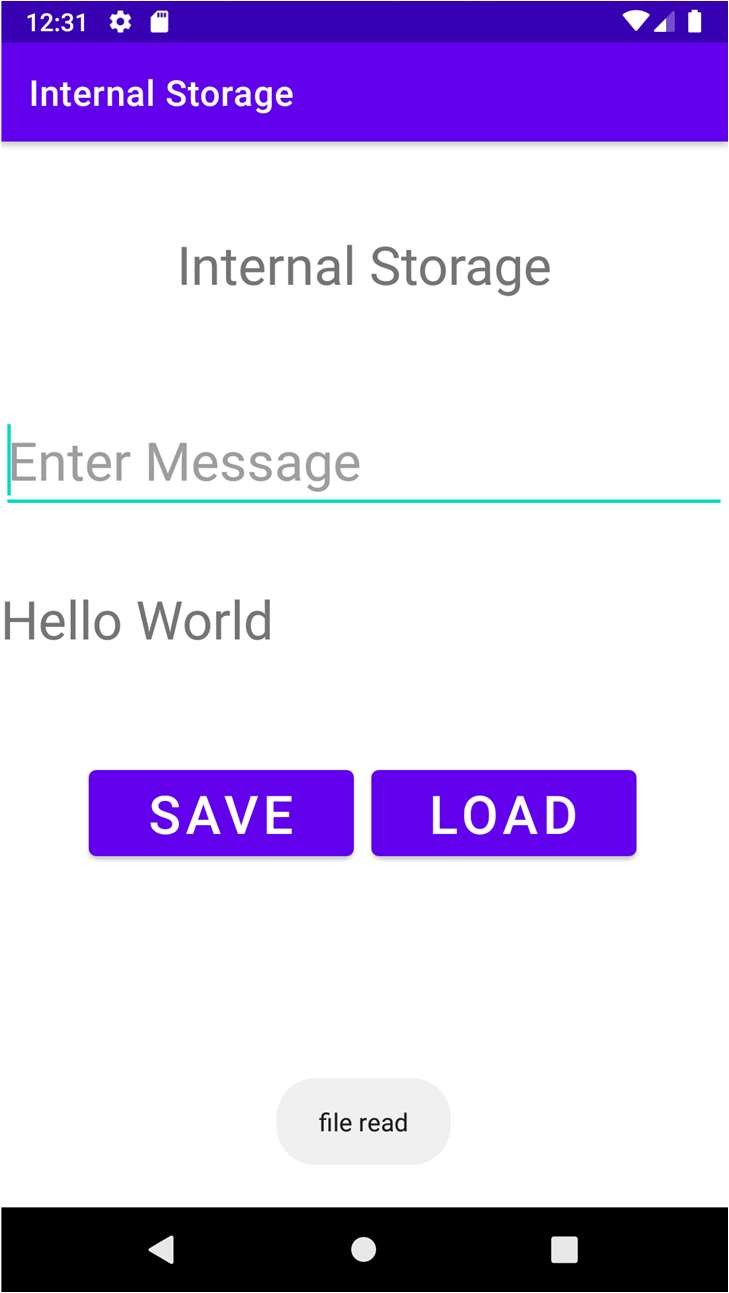 12:31
Internal Storage
Internal Storage
Enter Message
Hello World
SAVE LOAD
file read